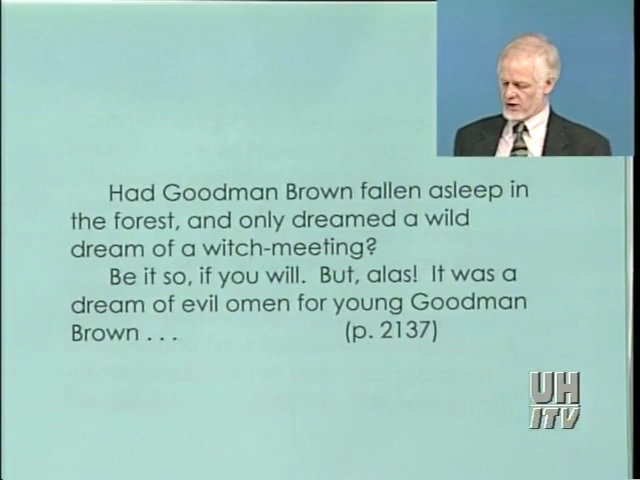 Had Goodman Brown fallen asleep in
the forest, and only dreamed a wild
dream of a witch-meeting?
Be it so, if you will. But, alas! It was a
dream of evil omen for young Goodman
Brown . . . (p. 2137)
UH
ITV